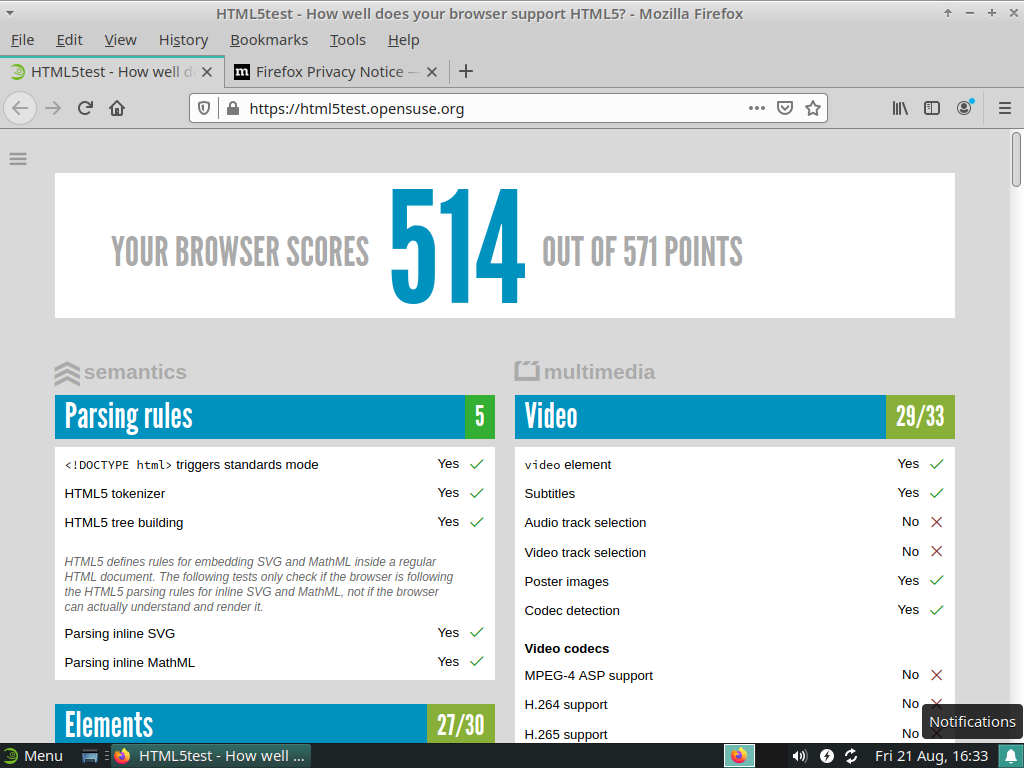 HTML5test - How well does your browser support HTML5? - Mozilla Firefox
File Edit View History Bookmarks Tools Help
HTML5test - How well d
m Firefox Privacy Notice —
https://html5test.opensuse.org
YOUR BROWSER SCORES 514 OUT OF 571 POINTS
semantics
Parsing rules 5
<!DOCTYPE html> triggers standards mode Yes
HTML5 tokenizer Yes
HTML5 tree building Yes
HTML5 defines rules for embedding SVG and MathML inside a regular
HTML document. The following tests only check if the browser is following
the HTML5 parsing rules for inline SVG and MathML, not if the browser
can actually understand and render it.
Parsing inline SVG Yes
Parsing inline MathML Yes
Elements 27/30
multimedia
Video 29/33
video element Yes
Subtitles Yes
Audio track selection No
Video track selection No
Poster images Yes
Codec detection Yes
Video codecs
MPEG-4 ASP support No
H.264 support No
H.265 support No
Notifications
Menu
HTML5test - How well ...
Fri 21 Aug, 16:33